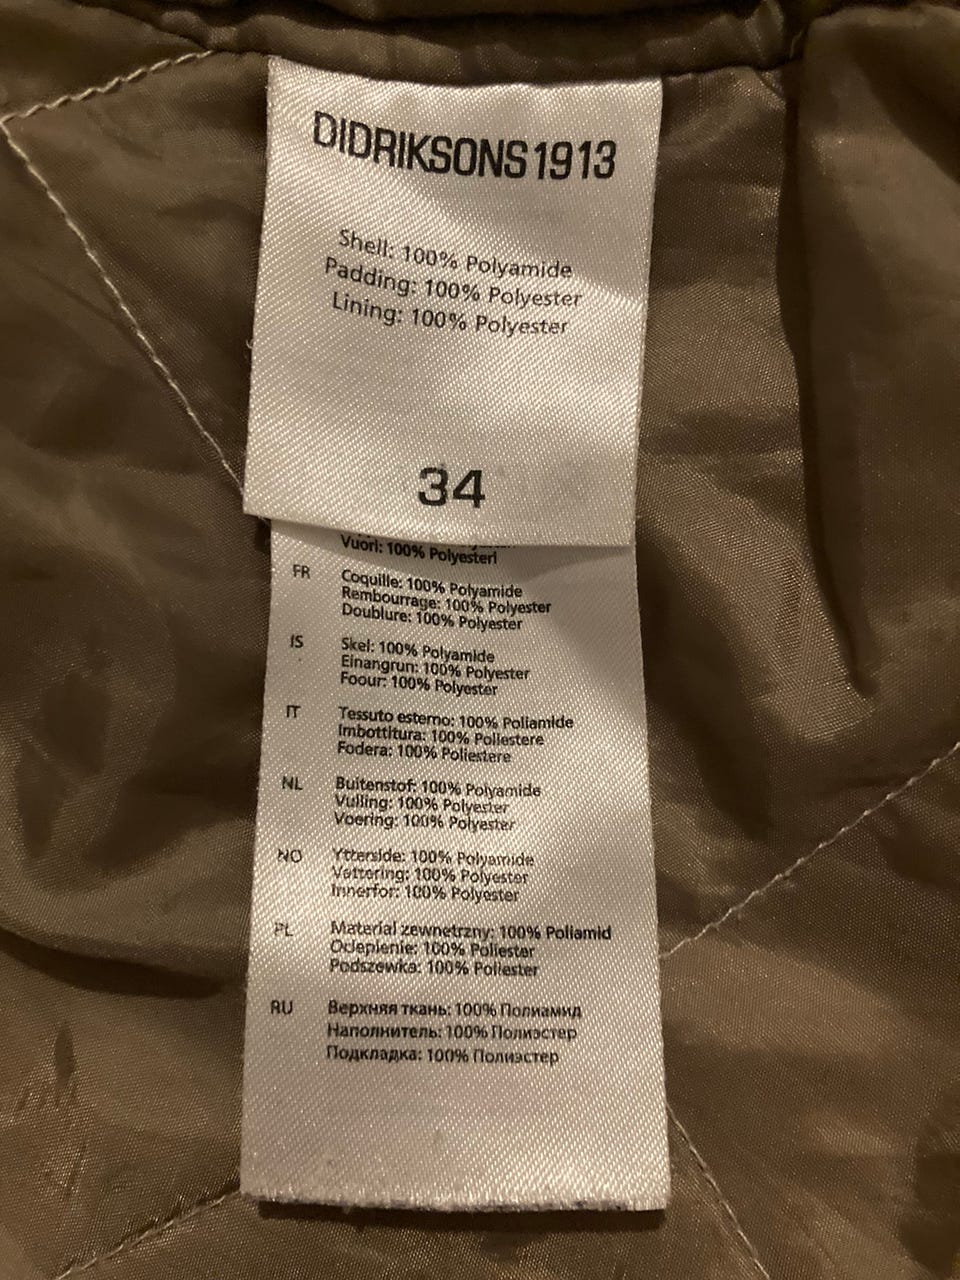 DIDRIKSONS1913
Shell: 100% Polyamide
Padding: 100% Polyester
Lining: 100% Polyester
34
Vuori: 100% Polyesteri
FR
Coquille: 100% Polyamide
Rembourrage: 100% Polyester
Doublure: 100% Polyester
IS
Skel: 100% Polyamide
Einangrun: 100% Polyester
Foour: 100% Polyester
IT
Tessuto esterno: 100% Poliamide
Imbottitura: 100% Poliestere
Fodera: 100% Poliestere
NL
Buitenstof: 100% Polyamide
Vulling: 100% Polyester
Voering: 100% Polyester
NO
Ytterside: 100% Polyamide
Vattering: 100% Polyester
Innerfor: 100% Polyester
PL
Material zewnetrzny: 100% Poliamid
Ocieplenie: 100% Poliester
Podszewka: 100% Poliester
RU
Верхняя ткань: 100% Полиамид
Наполнитель: 100% Полиэстер
Подкладка: 100% Полиэстер